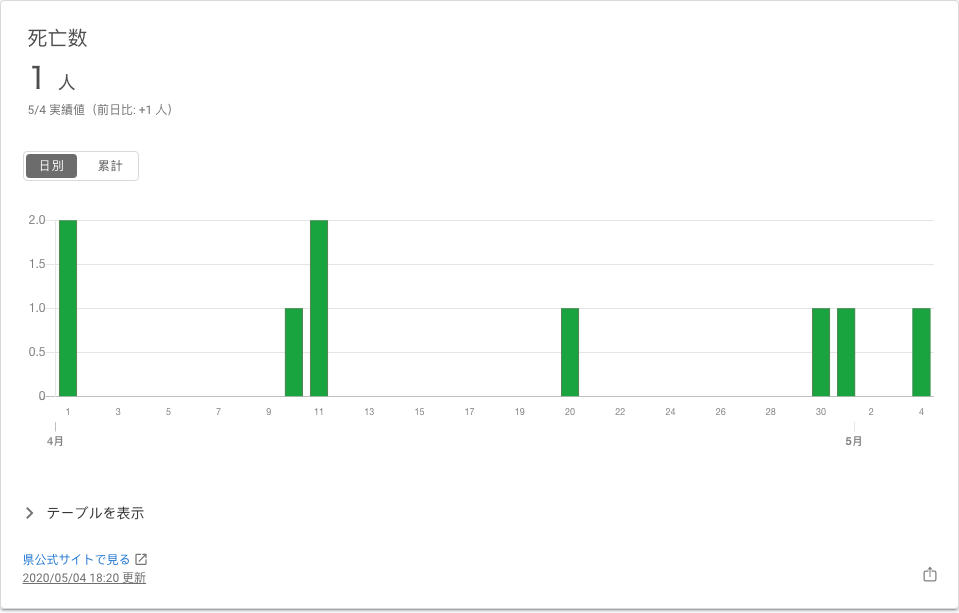 死亡数
1 人
5/4 実績値（前日比: +1 人）
日別 累計
2.0
1.5
1.0
0.5
0
1 3 5 7 9 11 13 15 17 19 20 22 24 26 28 30 2 4
4月 5月
テーブルを表示
県公式サイトで見る
2020/05/04 18:20 更新